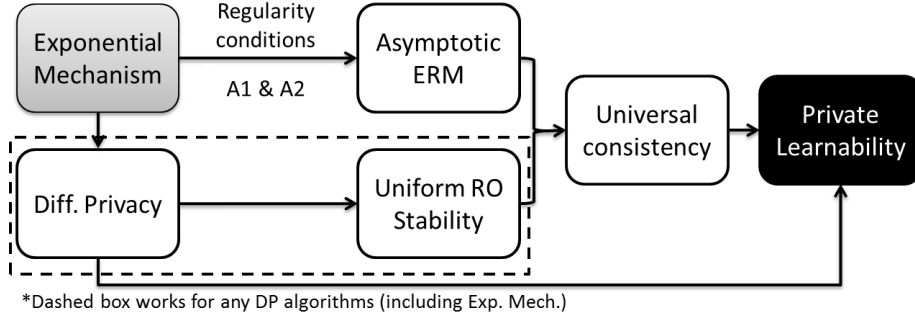 Exponential
Mechanism
Regularity
conditions
A1 & A2
Asymptotic
ERM
Universal
consistency
Private
Learnability
Diff. Privacy
Uniform RO
Stability
*Dashed box works for any DP algorithms (including Exp. Mech.)